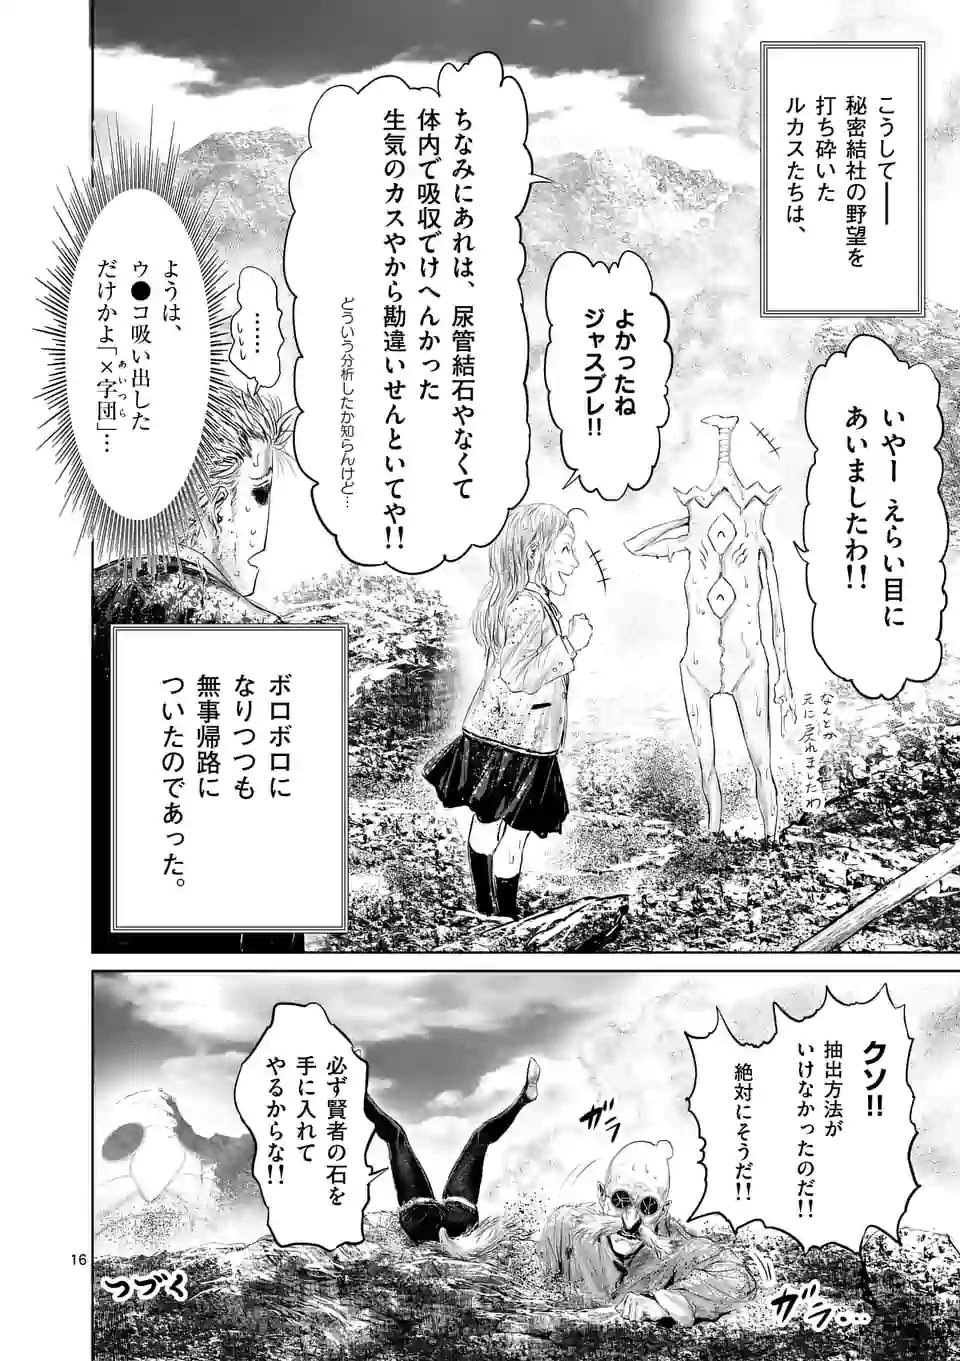 こうして――
秘密結社の野望を
打ち砕いた
ルカスたちは、
いやー えらい目に
あいましたわ!!
なんとか
元に戻れましたわ
よかったね
ジャスブレ!!
ちなみにあれは、尿管結石やなくて
体内で吸収でけへんかった
生気のカスやから勘違いせんといてや!!
どういう分析したか知らんけど…
……
ようは、
ウ●コ吸い出した
だけかよ「×字団」…
あいつら
ボロボロに
なりつつも
無事帰路に
ついたのであった。
クソ!!
抽出方法が
いけなかったのだ!!
絶対にそうだ!!
ガラ
必ず賢者の石を
手に入れて
やるからな!!
ガラ…
つづく
16